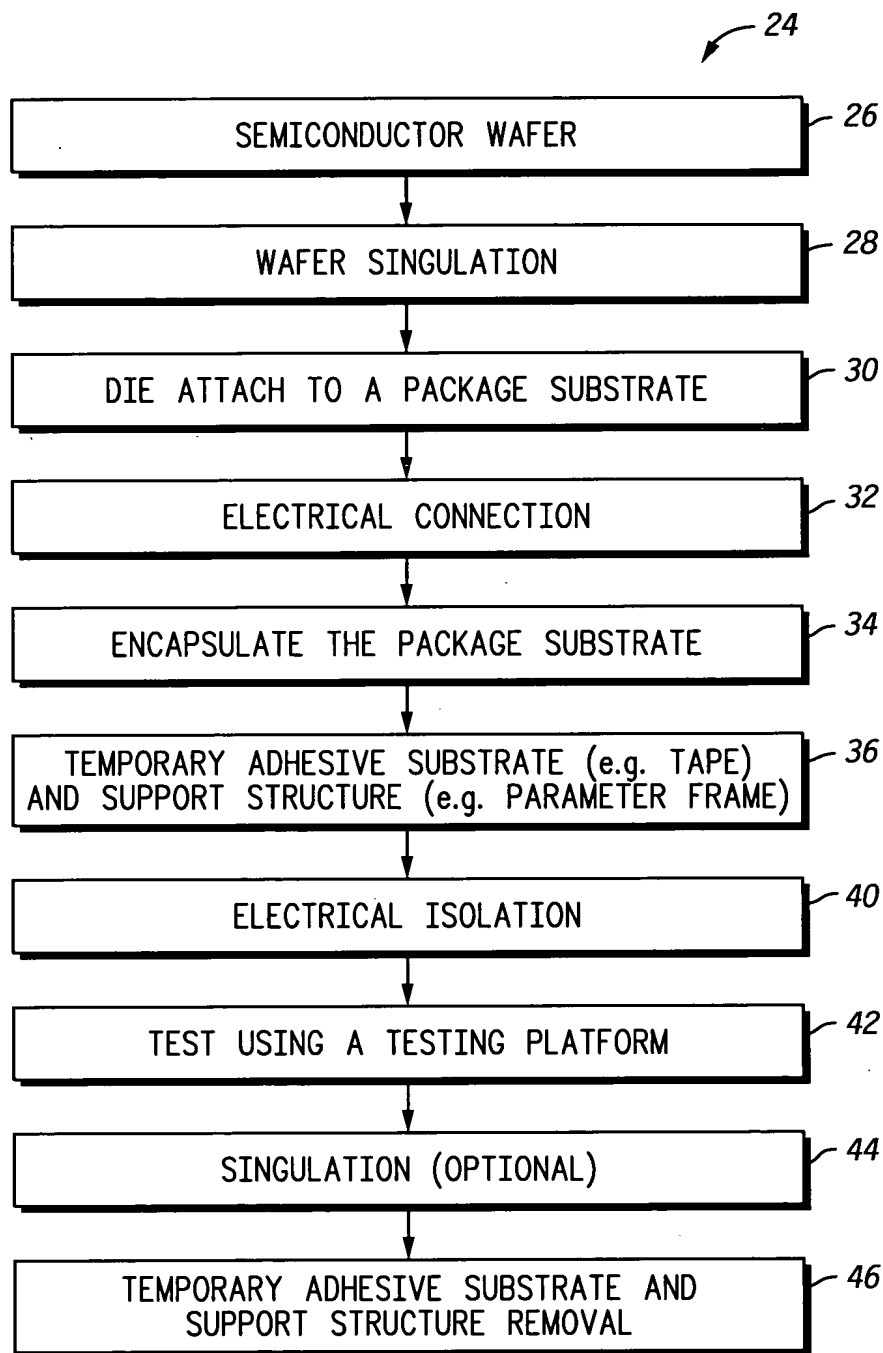 24
SEMICONDUCTOR WAFER
26
WAFER SINGULATION
28
DIE ATTACH TO A PACKAGE SUBSTRATE
30
ELECTRICAL CONNECTION
32
ENCAPSULATE THE PACKAGE SUBSTRATE
34
TEMPORARY ADHESIVE SUBSTRATE (e.g. TAPE)
AND SUPPORT STRUCTURE (e.g. PARAMETER FRAME)
36
ELECTRICAL ISOLATION
40
TEST USING A TESTING PLATFORM
42
SINGULATION (OPTIONAL)
44
TEMPORARY ADHESIVE SUBSTRATE AND
SUPPORT STRUCTURE REMOVAL
46